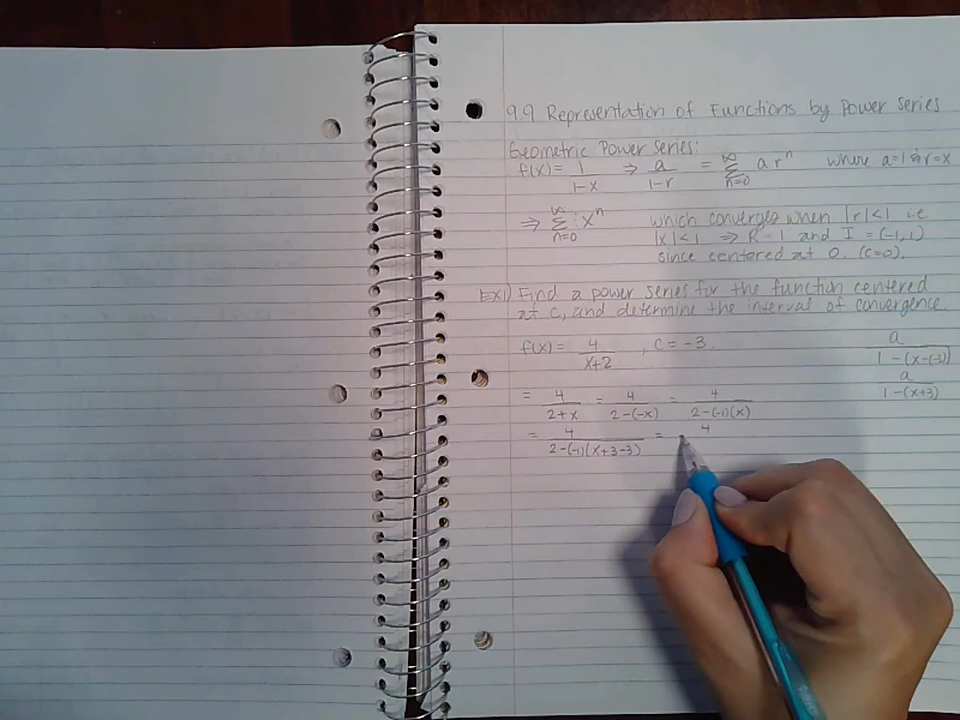 9.9 Representation of Functions by Power Series
Geometric Power Series:
f(x) = 1/(1-x) ⇒ a/(1-r) = ∑_{n=0}^{∞} a r^n where a=1 & r=x
⇒ ∑_{n=0}^{∞} x^n which converges when |r|<1 i.e
|x|<1 ⇒ R=1 and I = (-1,1)
since centered at 0. (c=0).
Ex1) Find a power series for the function centered
at c, and determine the interval of convergence.
f(x) = 4/(x+2) , c = -3.
a/(1-(x-(-3)))
a/(1-(x+3))
= 4/(2+x) = 4/(2-(-x)) = 4/(2-(-1)(x))
= 4/(2-(-1)(x+3-3)) = 4